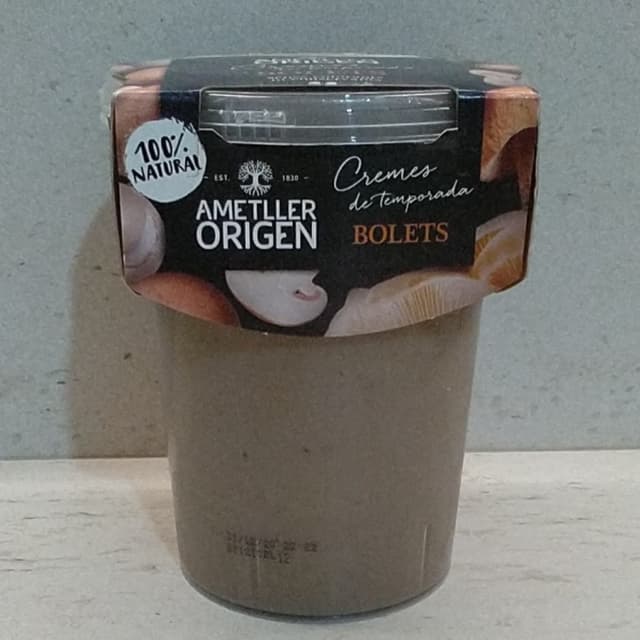 100%
NATURAL
EST. 1830
AMETLLER
ORIGEN
Cremes
de temporada
BOLETS